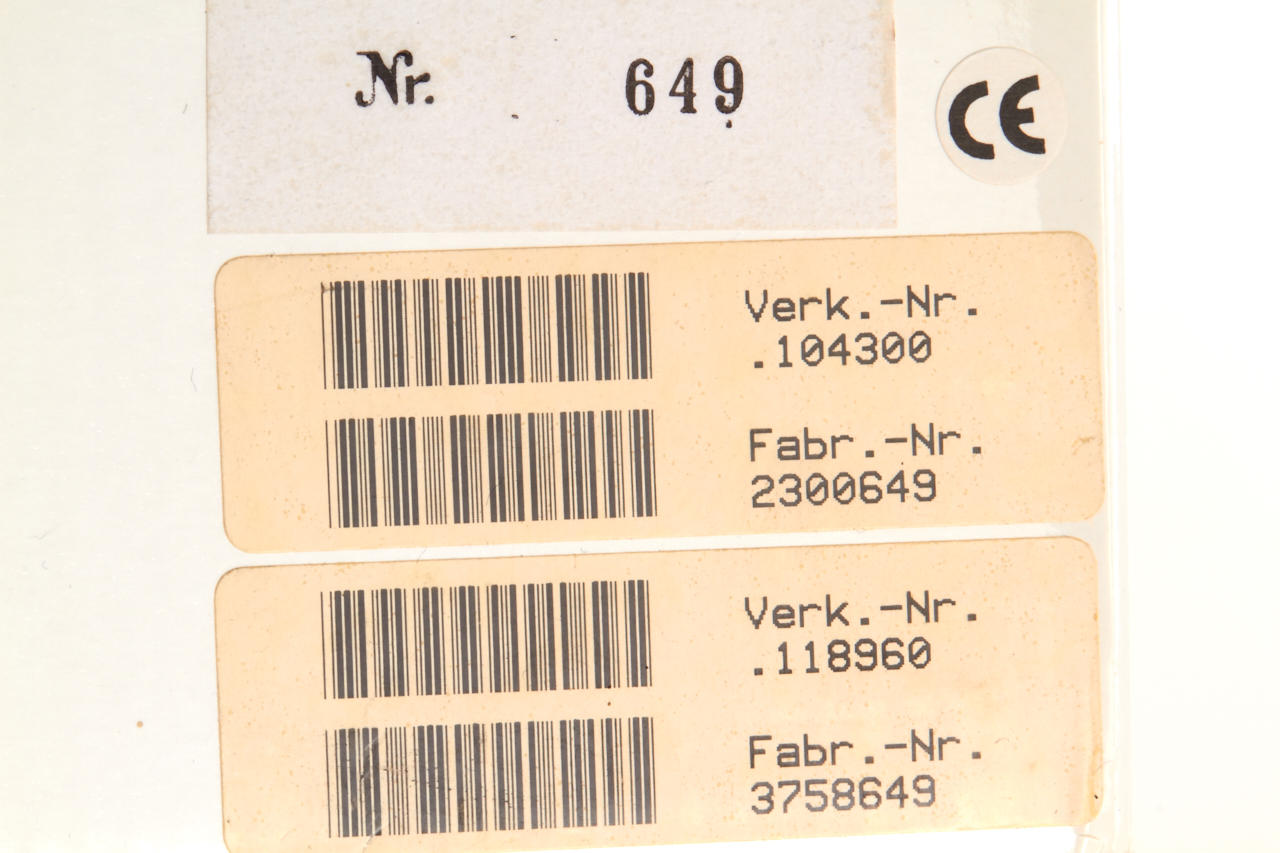 Nr. 649
CE
Verk.-Nr.
.104300
Fabr.-Nr.
2300649
Verk.-Nr.
.118960
Fabr.-Nr.
3758649